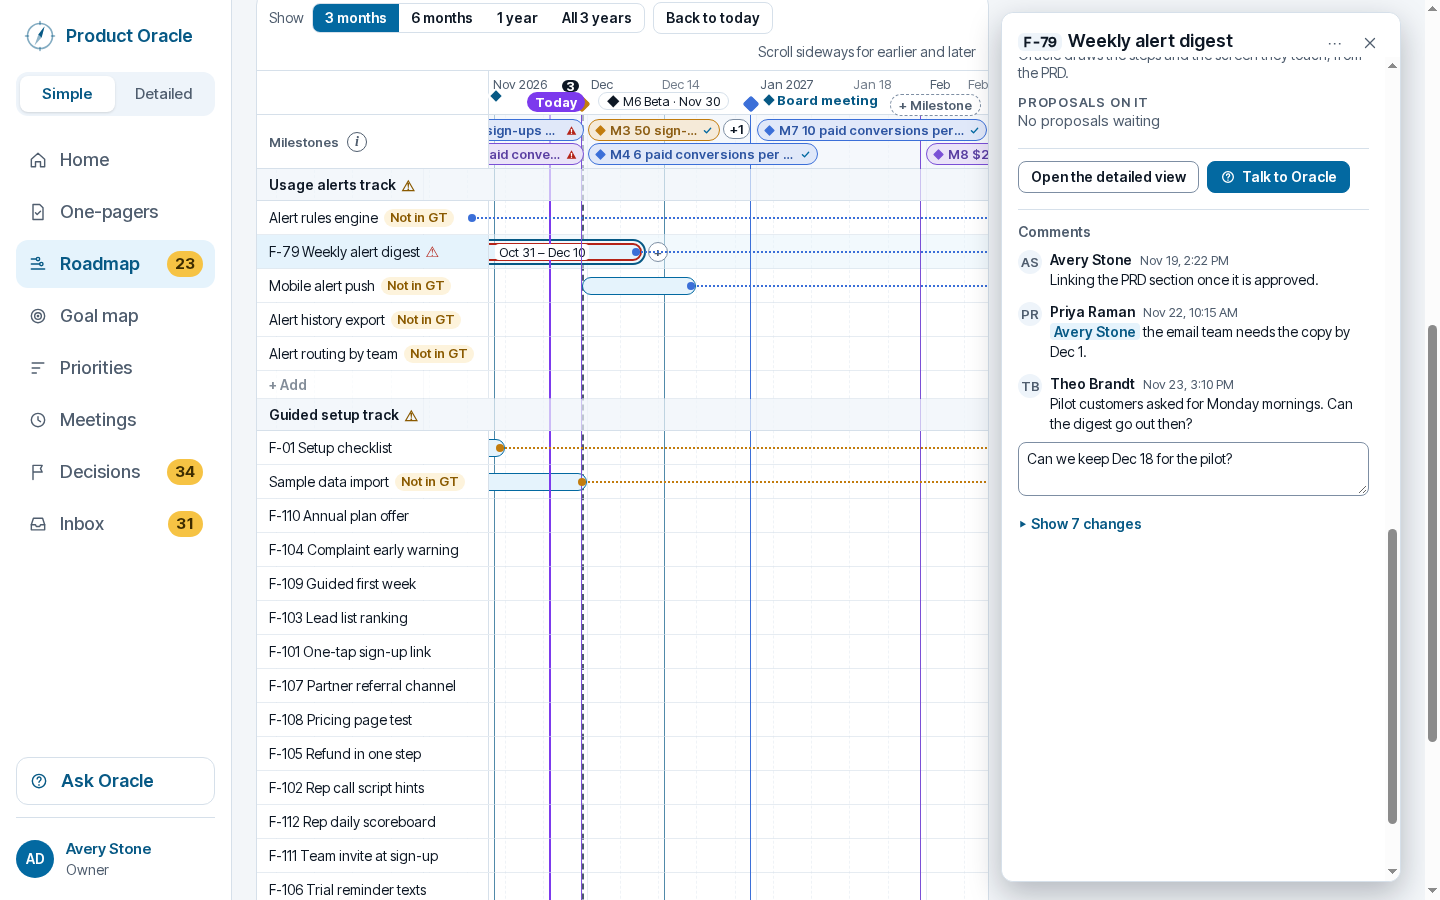 Product Oracle
Simple
Detailed
Home
One-pagers
Roadmap 23
Goal map
Priorities
Meetings
Decisions 34
Inbox 31
Ask Oracle
AD
Avery Stone
Owner
Show
3 months
6 months
1 year
All 3 years
Back to today
Scroll sideways for earlier and later
Nov 2026
3
Dec
Dec 14
Jan 2027
Jan 18
Feb
Feb
Today
M6 Beta · Nov 30
Board meeting
+ Milestone
Milestones
i
sign-ups ...
M3 50 sign-...
+1
M7 10 paid conversions per...
aid conve...
M4 6 paid conversions per ...
M8 $2
Usage alerts track
Alert rules engine Not in GT
F-79 Weekly alert digest
Oct 31 – Dec 10
+
Mobile alert push Not in GT
Alert history export Not in GT
Alert routing by team Not in GT
+ Add
Guided setup track
F-01 Setup checklist
Sample data import Not in GT
F-110 Annual plan offer
F-104 Complaint early warning
F-109 Guided first week
F-103 Lead list ranking
F-101 One-tap sign-up link
F-107 Partner referral channel
F-108 Pricing page test
F-105 Refund in one step
F-102 Rep call script hints
F-112 Rep daily scoreboard
F-111 Team invite at sign-up
F-106 Trial reminder texts
F-79 Weekly alert digest
Oracle draws the steps and the screen they touch, from
the PRD.
PROPOSALS ON IT
No proposals waiting
Open the detailed view
Talk to Oracle
Comments
AS
Avery Stone Nov 19, 2:22 PM
Linking the PRD section once it is approved.
PR
Priya Raman Nov 22, 10:15 AM
Avery Stone the email team needs the copy by
Dec 1.
TB
Theo Brandt Nov 23, 3:10 PM
Pilot customers asked for Monday mornings. Can
the digest go out then?
Can we keep Dec 18 for the pilot?
Show 7 changes